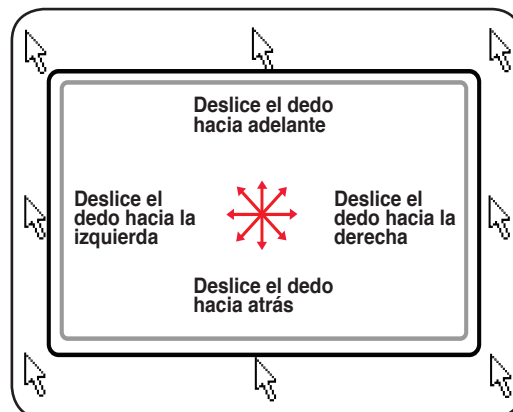 Deslice el dedo
hacia adelante
Deslice el
dedo hacia la
izquierda
Deslice el
dedo hacia la
derecha
Deslice el dedo
hacia atrás